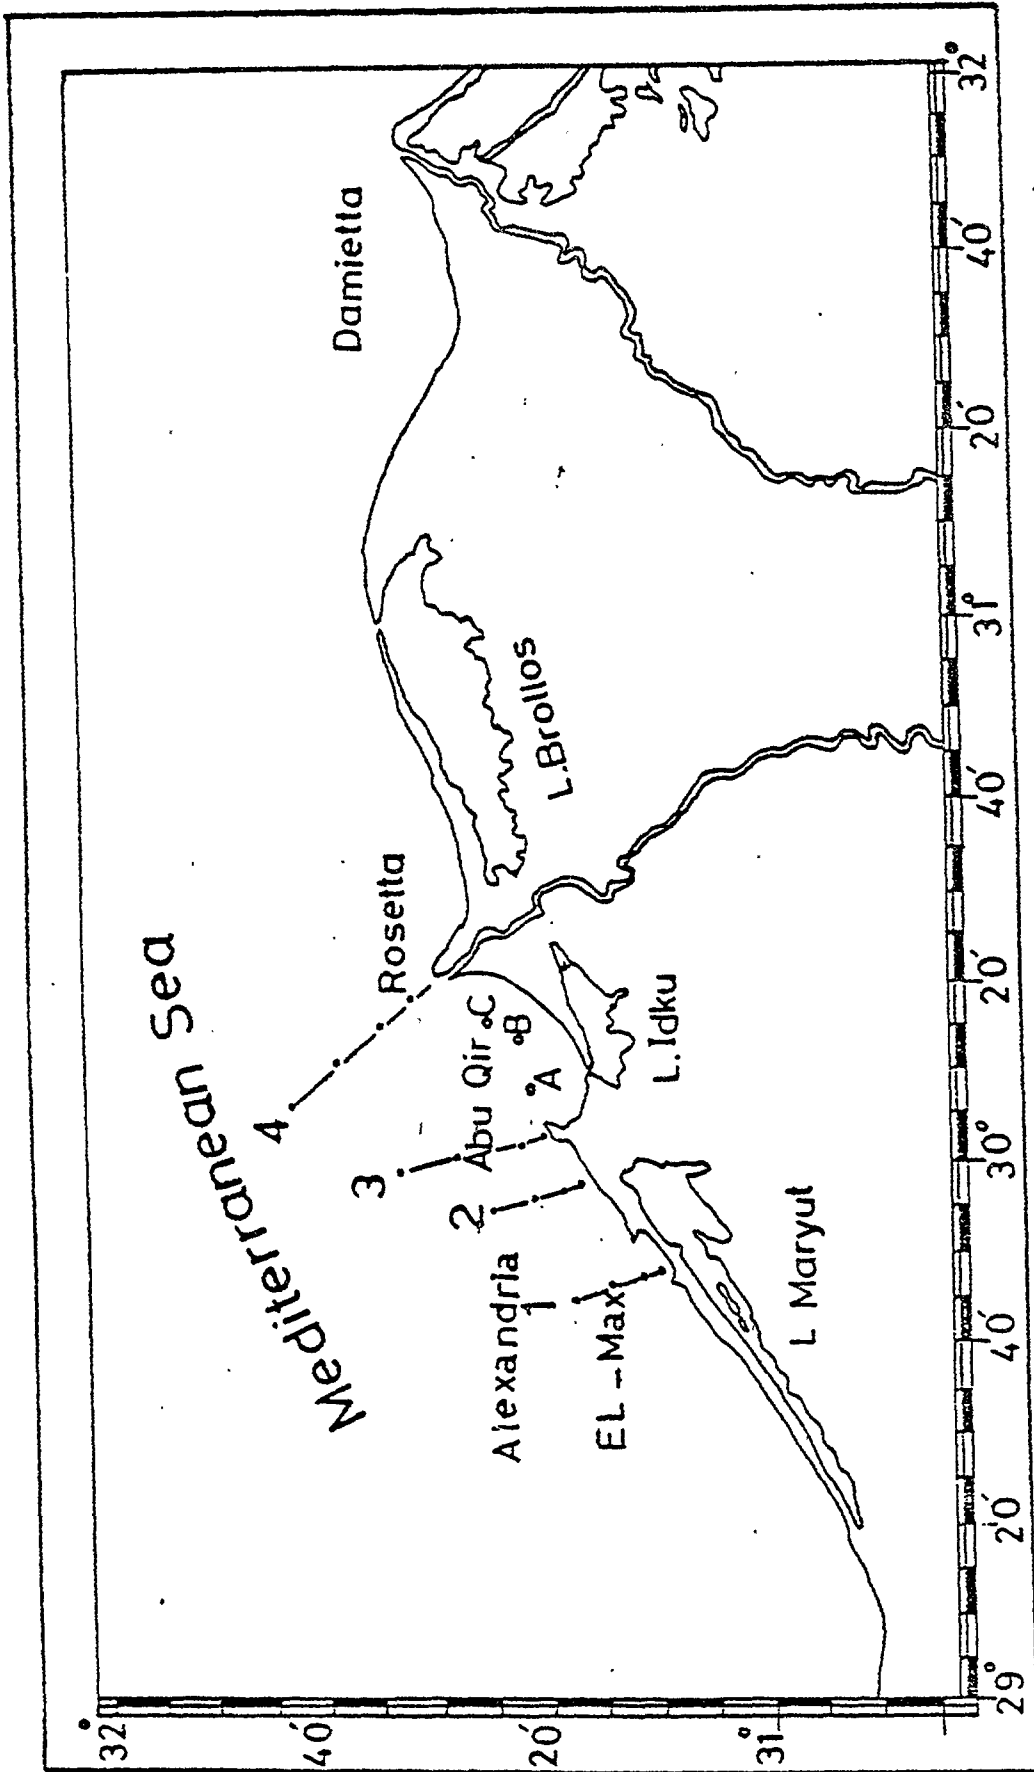 Mediterranean Sea
Damietta
Rosetta
L.Brollos
4
3
2
1
Abu Qir
C
B
A
L.Idku
Alexandria
EL-Max
L Maryut
32°
40'
20'
31°
29°
20'
40'
30°
20'
40'
31°
20'
40'
32°